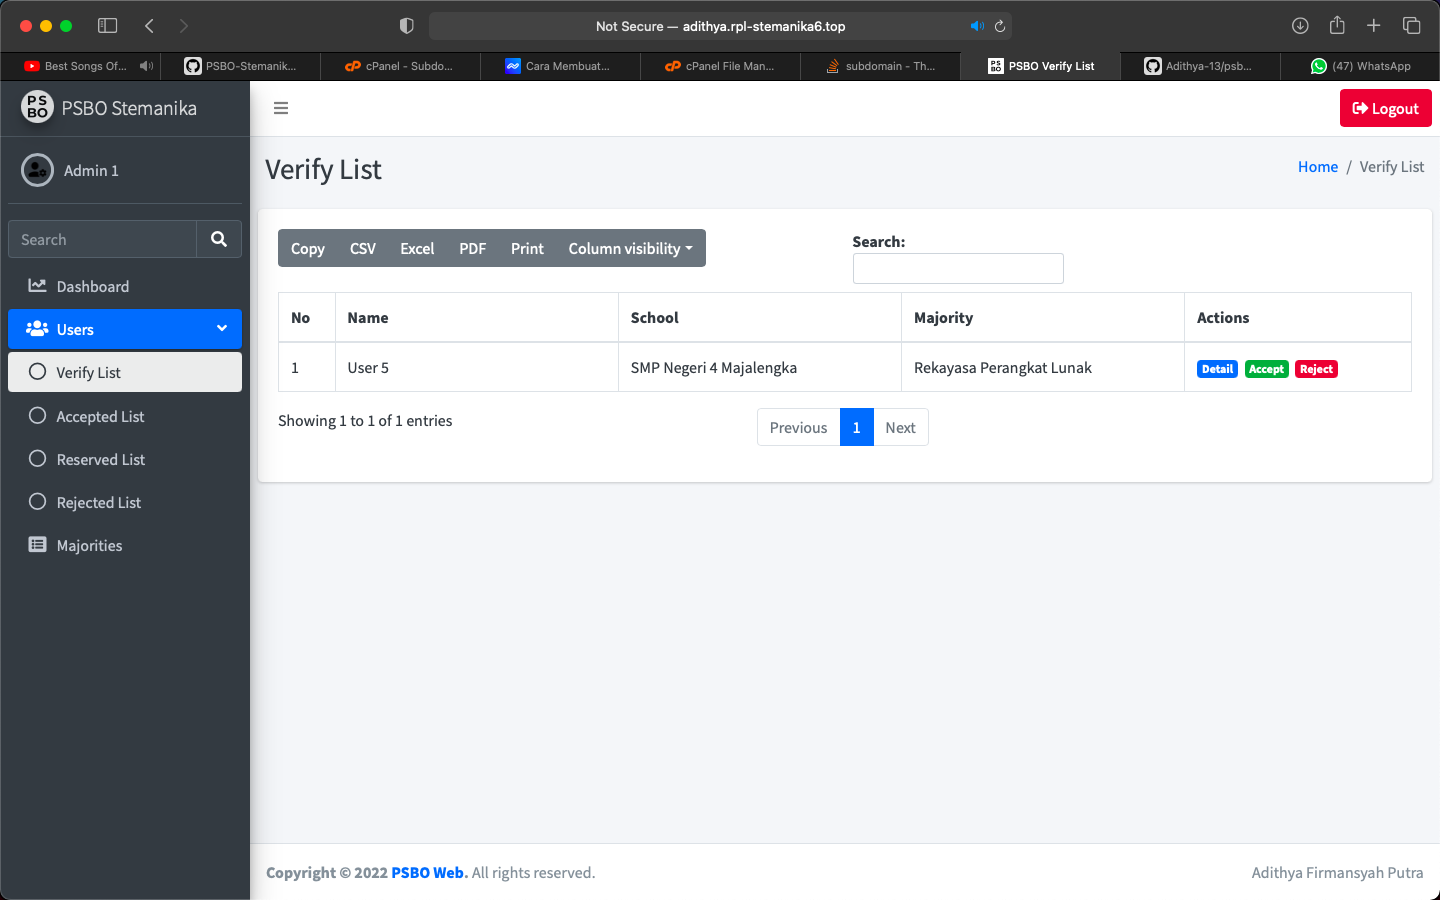 Not Secure — adithya.rpl-stemanika6.top
Best Songs Of...
PSBO-Stemanik...
cPanel - Subdo...
Cara Membuat...
cPanel File Man...
subdomain - Th...
PSBO Verify List
Adithya-13/psb...
(47) WhatsApp
PS
BO
PSBO Stemanika
Logout
Admin 1
Verify List
Home / Verify List
Search
Dashboard
Users
Verify List
Accepted List
Reserved List
Rejected List
Majorities
Copy CSV Excel PDF Print Column visibility
Search:
No Name School Majority Actions
1 User 5 SMP Negeri 4 Majalengka Rekayasa Perangkat Lunak Detail Accept Reject
Showing 1 to 1 of 1 entries
Previous 1 Next
Copyright © 2022 PSBO Web. All rights reserved.
Adithya Firmansyah Putra